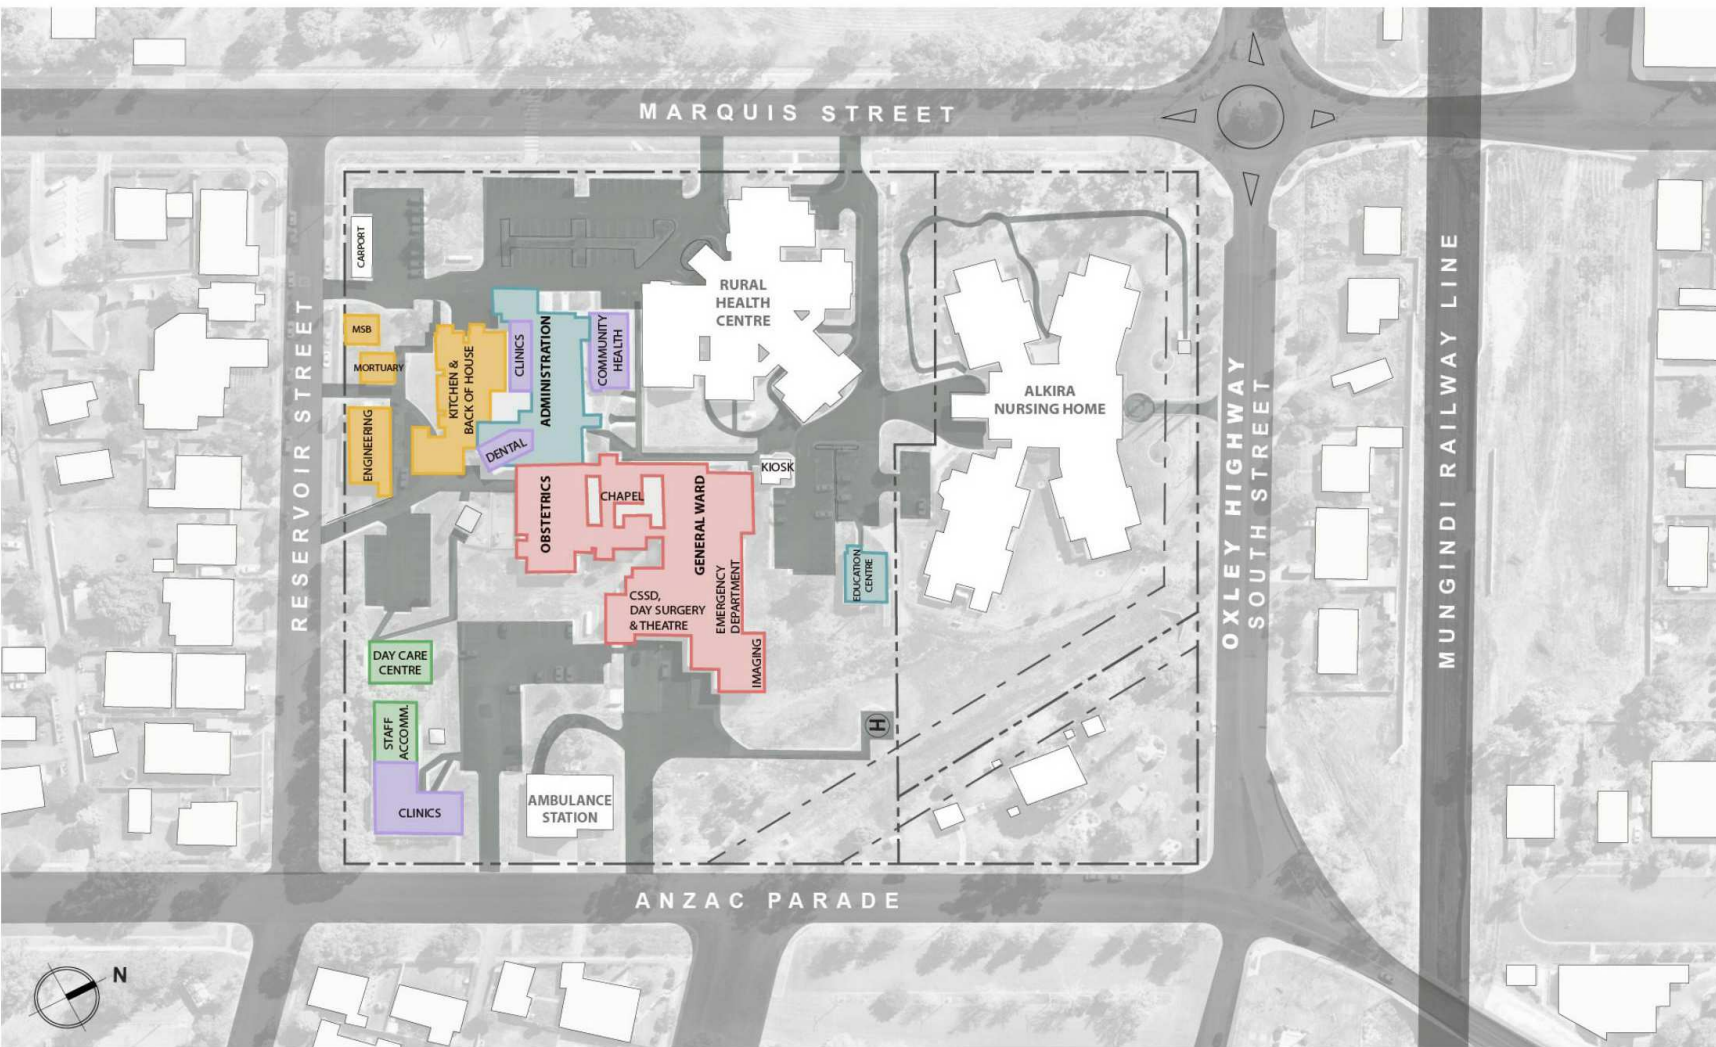 MARQUIS STREET
CARPORT
RURAL
HEALTH
CENTRE
MSB
MORTUARY
KITCHEN &
BACK OF HOUSE
CLINICS
ADMINISTRATION
COMMUNITY
HEALTH
ALKIRA
NURSING HOME
ENGINEERING
DENTAL
KIOSK
OBSTETRICS
CHAPEL
GENERAL WARD
EDUCATION
CENTRE
CSSD,
DAY SURGERY
& THEATRE
EMERGENCY
DEPARTMENT
IMAGING
DAY CARE
CENTRE
STAFF
ACCOMM.
CLINICS
AMBULANCE
STATION
H
RESERVOIR STREET
OXLEY HIGHWAY
SOUTH STREET
MUNGINDI RAILWAY LINE
ANZAC PARADE
N